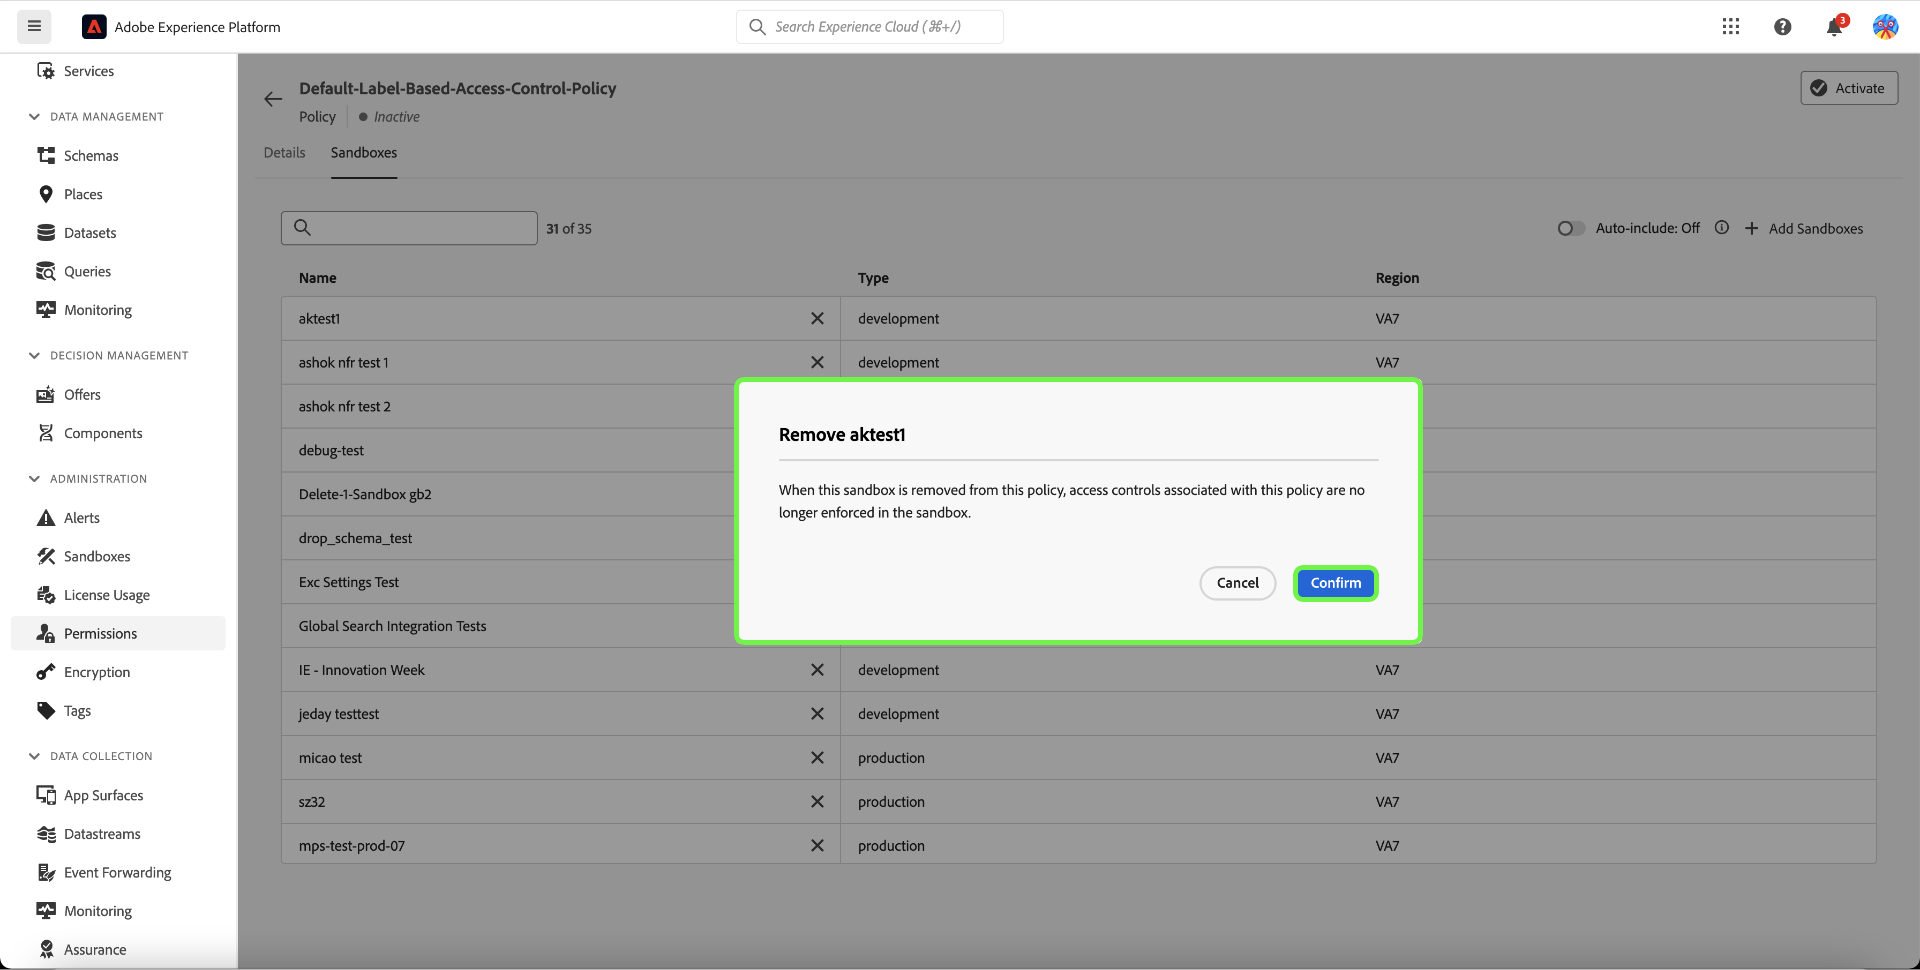 Adobe Experience Platform
Search Experience Cloud (⌘+/)
3
Services
DATA MANAGEMENT
Schemas
Places
Datasets
Queries
Monitoring
DECISION MANAGEMENT
Offers
Components
ADMINISTRATION
Alerts
Sandboxes
License Usage
Permissions
Encryption
Tags
DATA COLLECTION
App Surfaces
Datastreams
Event Forwarding
Monitoring
Assurance
Default-Label-Based-Access-Control-Policy
Policy Inactive
Activate
Details Sandboxes
31 of 35
Auto-include: Off
Add Sandboxes
Name Type Region
aktest1 development VA7
ashok nfr test 1 development VA7
ashok nfr test 2
debug-test
Delete-1-Sandbox gb2
drop_schema_test
Exc Settings Test
Global Search Integration Tests
IE - Innovation Week development VA7
jeday testtest development VA7
micao test production VA7
sz32 production VA7
mps-test-prod-07 production VA7
Remove aktest1
When this sandbox is removed from this policy, access controls associated with this policy are no
longer enforced in the sandbox.
Cancel Confirm